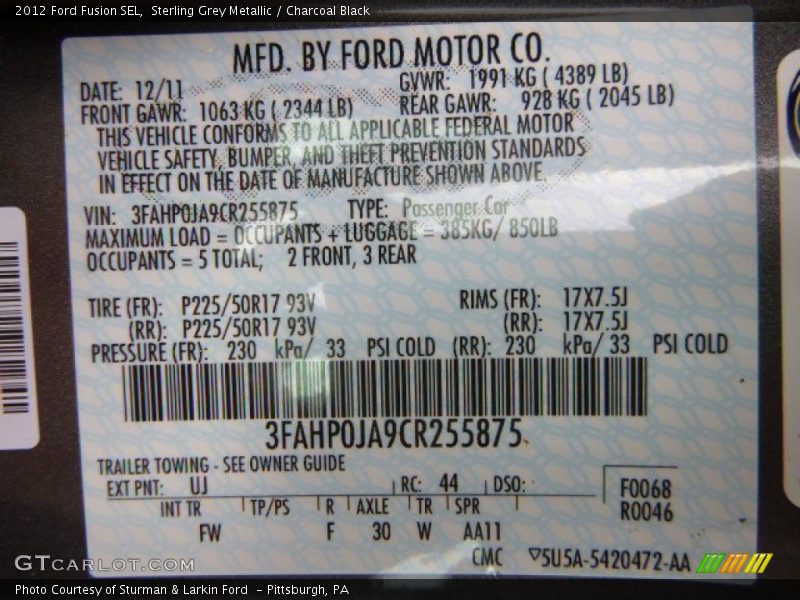 2012 Ford Fusion SEL,  Sterling Grey Metallic / Charcoal Black
MFD. BY FORD MOTOR CO.
DATE: 12/11    GVWR: 1991 KG ( 4389 LB)
FRONT GAWR: 1063 KG ( 2344 LB)    REAR GAWR: 928 KG ( 2045 LB)
THIS VEHICLE CONFORMS TO ALL APPLICABLE FEDERAL MOTOR
VEHICLE SAFETY, BUMPER, AND THEFT PREVENTION STANDARDS
IN EFFECT ON THE DATE OF MANUFACTURE SHOWN ABOVE.
VIN: 3FAHP0JA9CR255875    TYPE: Passenger Car
MAXIMUM LOAD = OCCUPANTS + LUGGAGE = 385KG/ 850LB
OCCUPANTS = 5 TOTAL; 2 FRONT, 3 REAR
TIRE (FR): P225/50R17 93V    RIMS (FR): 17X7.5J
(RR): P225/50R17 93V    (RR): 17X7.5J
PRESSURE (FR): 230 kPa/ 33 PSI COLD (RR): 230 kPa/ 33 PSI COLD
3FAHP0JA9CR255875
TRAILER TOWING - SEE OWNER GUIDE
EXT PNT: UJ    RC: 44    DSO:    F0068
INT TR    TP/PS    R    AXLE    TR    SPR    R0046
FW    F    30    W    AA11
CMC    ▽5U5A-5420472-AA
GTCarLot.com
Photo Courtesy of Sturman & Larkin Ford  - Pittsburgh, PA